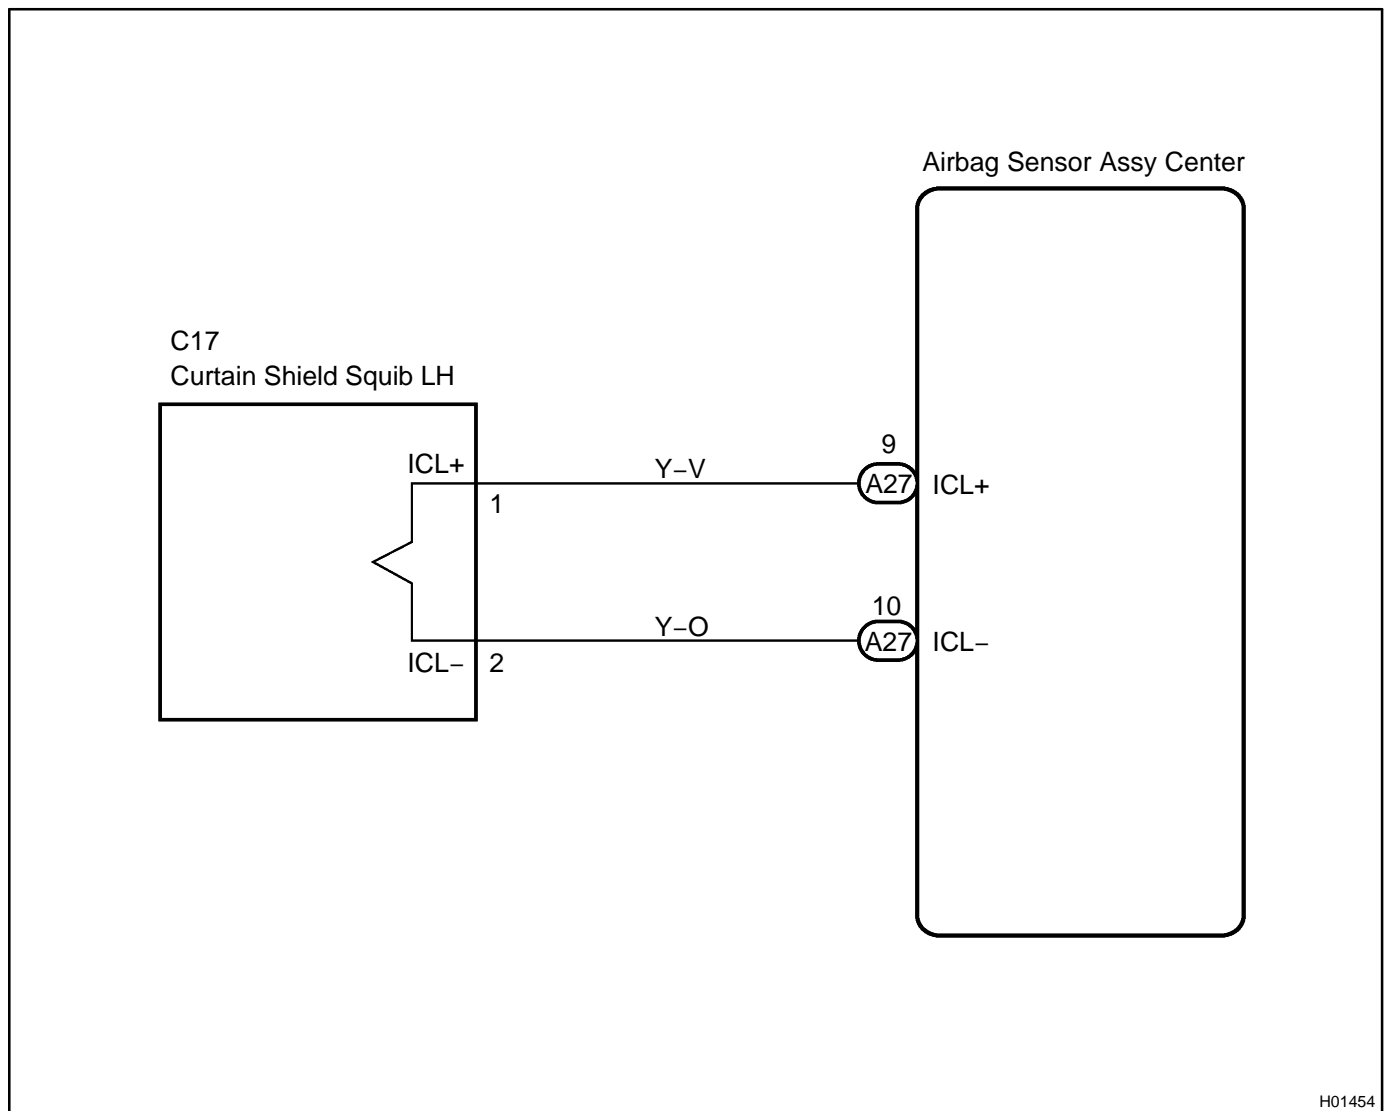 Airbag Sensor Assy Center
C17
Curtain Shield Squib LH
ICL+
1
Y−V
9
A27
ICL+
ICL−
2
Y−O
10
A27
ICL−
H01454